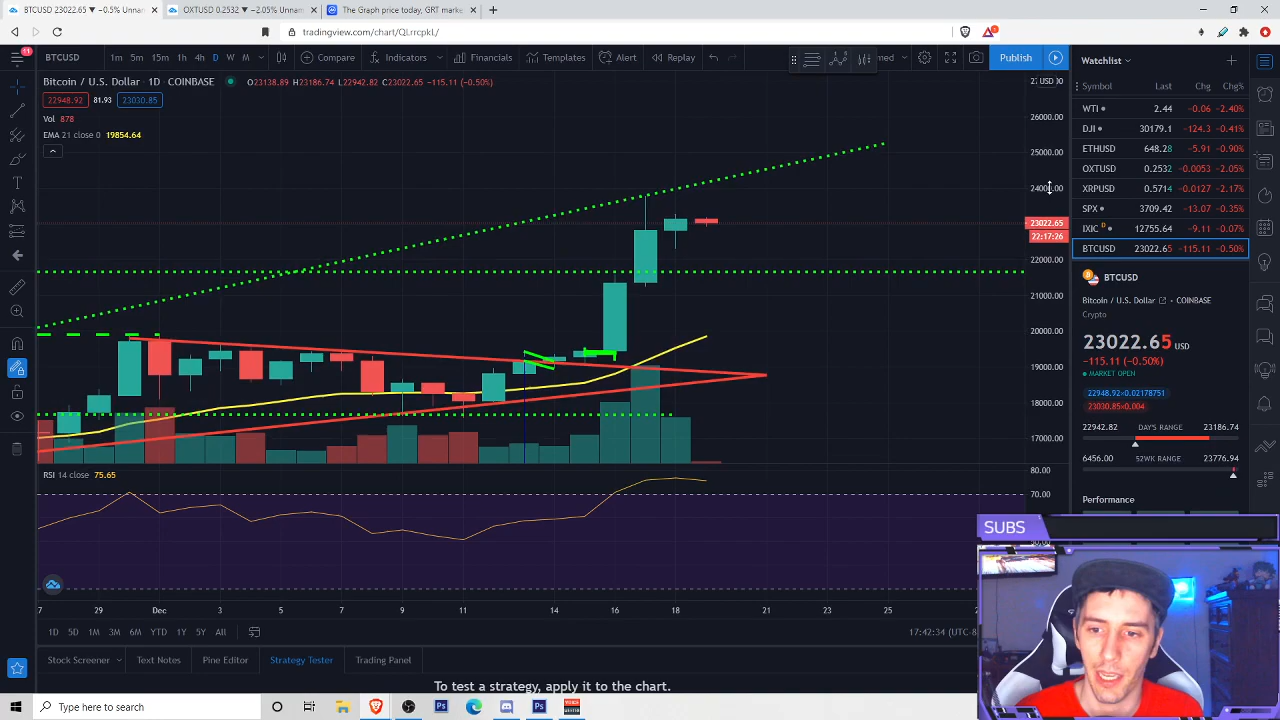 BTCUSD 23022.65 ▼ −0.5% Unnar
OXTUSD 0.2532 ▼ −2.05% Unnam
The Graph price today, GRT market
tradingview.com/chart/QLrrcpkL/
11
BTCUSD
1m 5m 15m 1h 4h D W M
Compare
Indicators
Financials
Templates
Alert
Replay
med
Publish
Bitcoin / U.S. Dollar · 1D · COINBASE
O23138.89 H23186.74 L22942.82 C23022.65 −115.11 (−0.50%)
22948.92 81.93 23030.85
Vol 878
EMA 21 close 0 19854.64
USD
26000.00
25000.00
24000.00
23022.65
22:17:26
22000.00
21000.00
20000.00
19000.00
18000.00
17000.00
RSI 14 close 75.65
80.00
70.00
7 29 Dec 3 5 7 9 11 14 16 18 21 23 25
1D 5D 1M 3M 6M YTD 1Y 5Y All
17:42:34 (UTC-8
Stock Screener Text Notes Pine Editor Strategy Tester Trading Panel
To test a strategy, apply it to the chart.
Watchlist
Symbol Last Chg Chg%
WTI 2.44 −0.06 −2.40%
DJI 30179.1 −124.3 −0.41%
ETHUSD 648.28 −5.91 −0.90%
OXTUSD 0.2532 −0.0053 −2.05%
XRPUSD 0.5714 −0.0127 −2.17%
SPX 3709.42 −13.07 −0.35%
IXIC D 12755.64 −9.11 −0.07%
BTCUSD 23022.65 −115.11 −0.50%
BTCUSD
Bitcoin / U.S. Dollar COINBASE
Crypto
23022.65 USD
−115.11 (−0.50%)
MARKET OPEN
22948.92×0.02178751
23030.85×0.004
22942.82 DAY'S RANGE 23186.74
6456.00 52WK RANGE 23776.94
Performance
SUBS
Type here to search